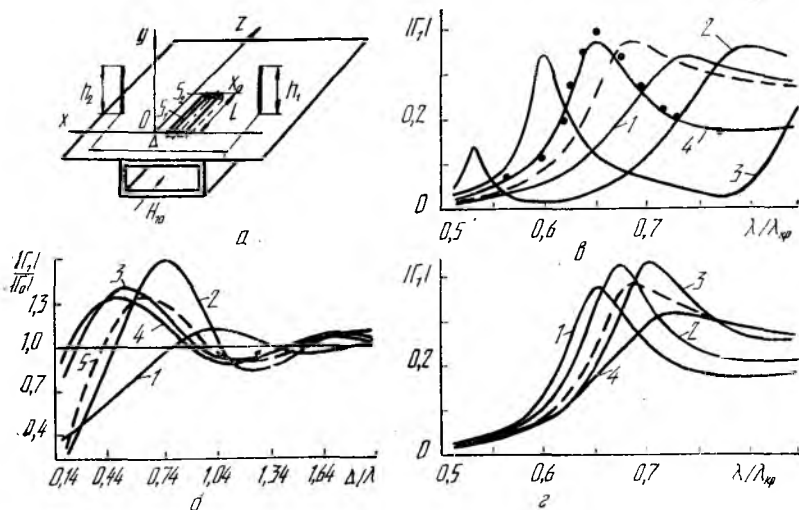 y
z
h₂
h₁
S₂
S₁
X₀
L
x
0
Δ
H₁₀
а
|Г₁|
0,2
0
0,5
0,6
0,7
λ/λкр
1
2
3
4
в
|Г₁|
|Г₀|
1,3
1,0
0,7
0,4
0,14
0,44
0,74
1,04
1,34
1,64
Δ/λ
3
2
4
1
б
|Г₁|
0,2
0
0,5
0,6
0,7
λ/λкр
1
2
3
4
г